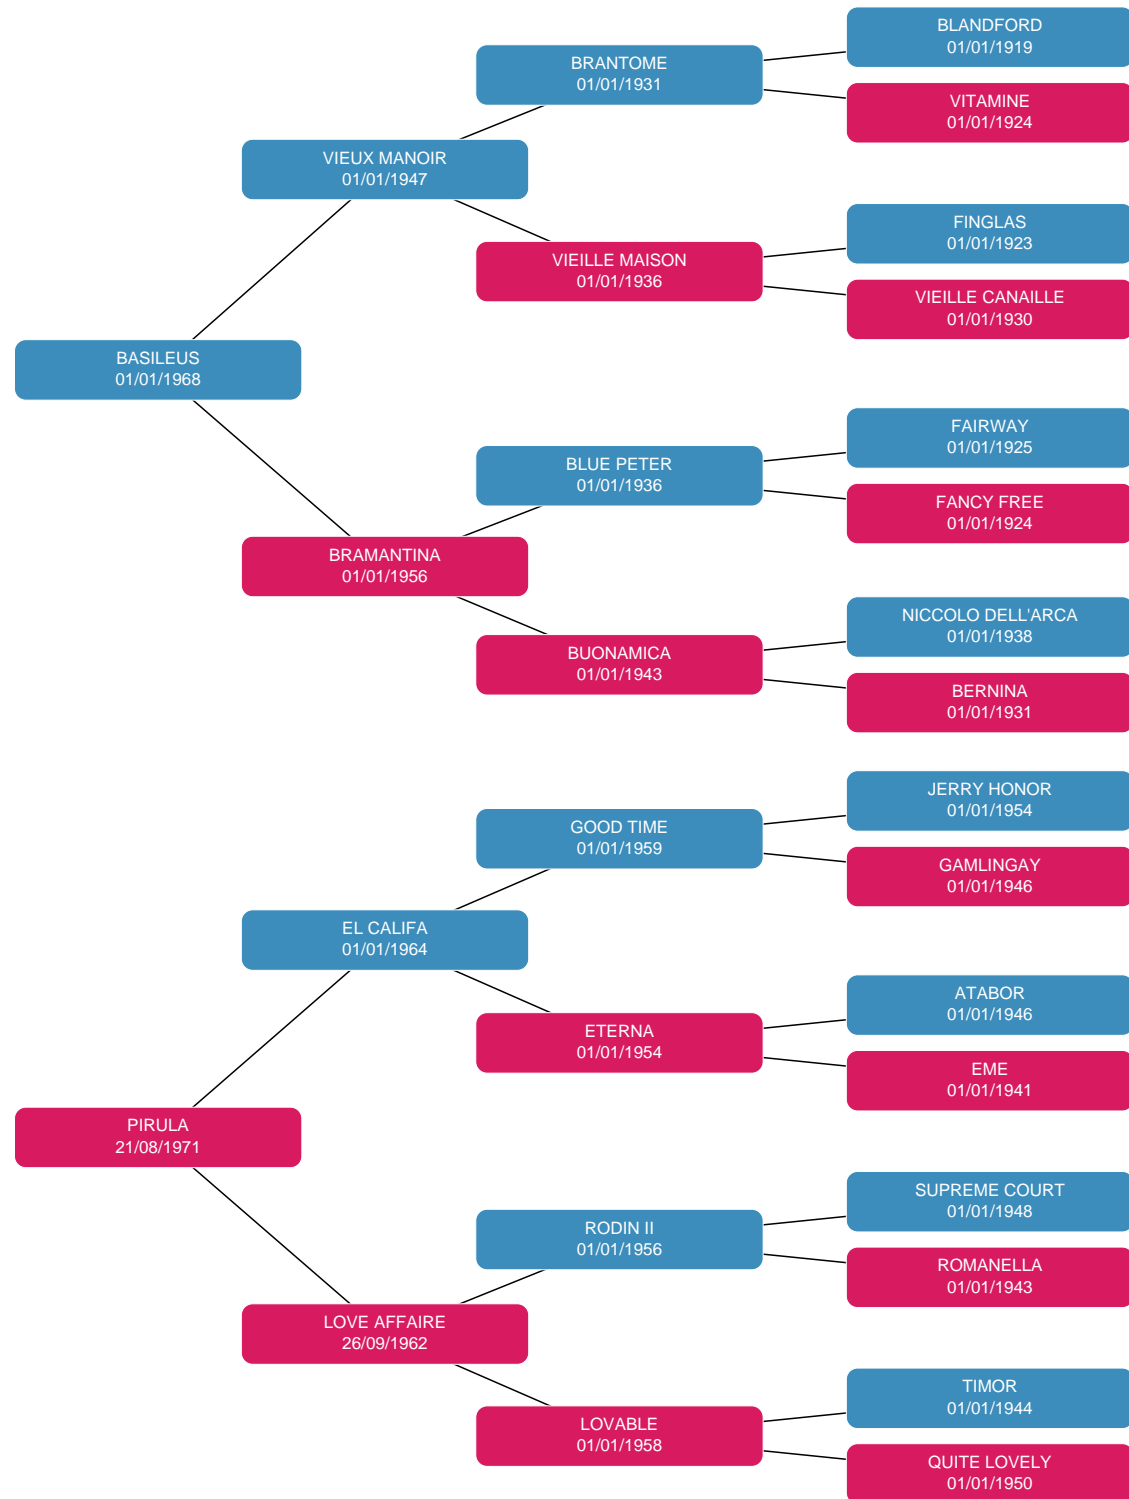 BLANDFORD
01/01/1919
BRANTOME
01/01/1931
VITAMINE
01/01/1924
VIEUX MANOIR
01/01/1947
FINGLAS
01/01/1923
VIEILLE MAISON
01/01/1936
VIEILLE CANAILLE
01/01/1930
BASILEUS
01/01/1968
FAIRWAY
01/01/1925
BLUE PETER
01/01/1936
FANCY FREE
01/01/1924
BRAMANTINA
01/01/1956
NICCOLO DELL'ARCA
01/01/1938
BUONAMICA
01/01/1943
BERNINA
01/01/1931
JERRY HONOR
01/01/1954
GOOD TIME
01/01/1959
GAMLINGAY
01/01/1946
EL CALIFA
01/01/1964
ATABOR
01/01/1946
ETERNA
01/01/1954
EME
01/01/1941
PIRULA
21/08/1971
SUPREME COURT
01/01/1948
RODIN II
01/01/1956
ROMANELLA
01/01/1943
LOVE AFFAIRE
26/09/1962
TIMOR
01/01/1944
LOVABLE
01/01/1958
QUITE LOVELY
01/01/1950